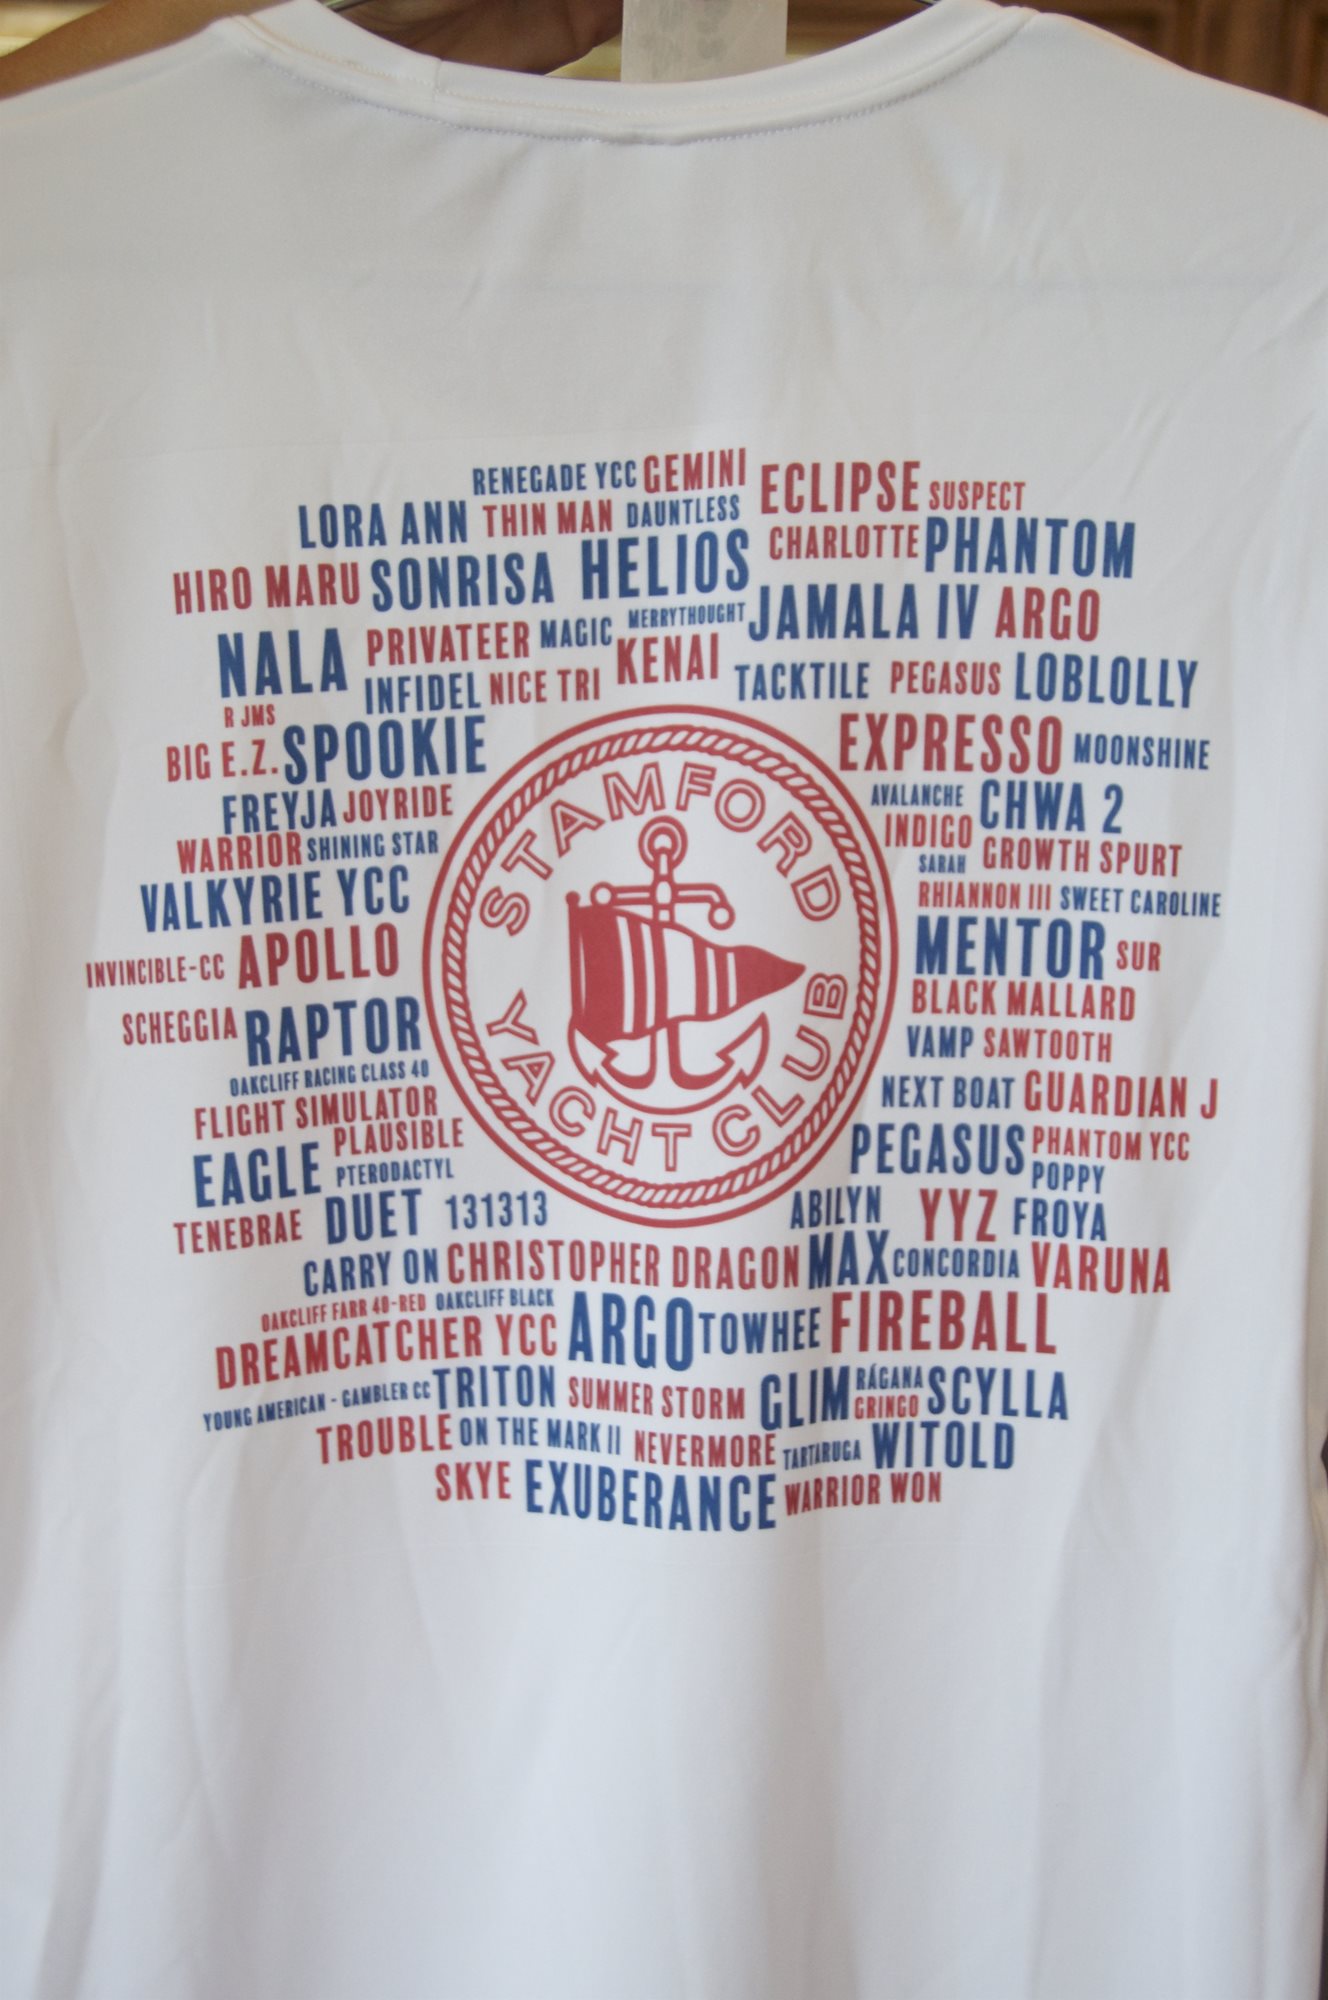 RENEGADE YCC GEMINI ECLIPSE SUSPECT
LORA ANN THIN MAN DAUNTLESS CHARLOTTE PHANTOM
HIRO MARU SONRISA HELIOS
MERRYTHOUGHT JAMALA IV ARGO
NALA PRIVATEER MAGIC KENAI
INFIDEL NICE TRI TACKTILE PEGASUS LOBLOLLY
R JMS
BIG E.Z. SPOOKIE EXPRESSO MOONSHINE
FREYJA JOYRIDE AVALANCHE CHWA 2
WARRIOR SHINING STAR INDIGO
SARAH GROWTH SPURT
VALKYRIE YCC RHIANNON III SWEET CAROLINE
INVINCIBLE-CC APOLLO MENTOR SUR
SCHEGGIA RAPTOR BLACK MALLARD
VAMP SAWTOOTH
OAKCLIFF RACING CLASS 40
FLIGHT SIMULATOR NEXT BOAT GUARDIAN J
PLAUSIBLE PEGASUS PHANTOM YCC
EAGLE PTERODACTYL POPPY
TENEBRAE DUET 131313 ABILYN YYZ FROYA
STAMFORD
YACHT CLUB
CARRY ON CHRISTOPHER DRAGON MAX CONCORDIA VARUNA
OAKCLIFF FARR 40-RED OAKCLIFF BLACK
DREAMCATCHER YCC ARGO TOWHEE FIREBALL
YOUNG AMERICAN - GAMBLER CC TRITON SUMMER STORM GLIM RÁGANA SCYLLA
GRINGO
TROUBLE ON THE MARK II NEVERMORE TARTARUGA WITOLD
SKYE EXUBERANCE WARRIOR WON